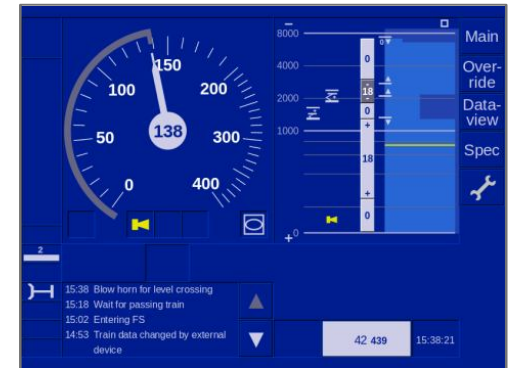 8000
0
0
Main
150
4000
0
Over-
ride
100
200
18
2000
0
Data-
view
138
1000
+
50
300
18
Spec
0
400
+
0
+0
2
15:38 Blow horn for level crossing
15:18 Wait for passing train
15:02 Entering FS
14:53 Train data changed by external
device
42 439
15:38:21